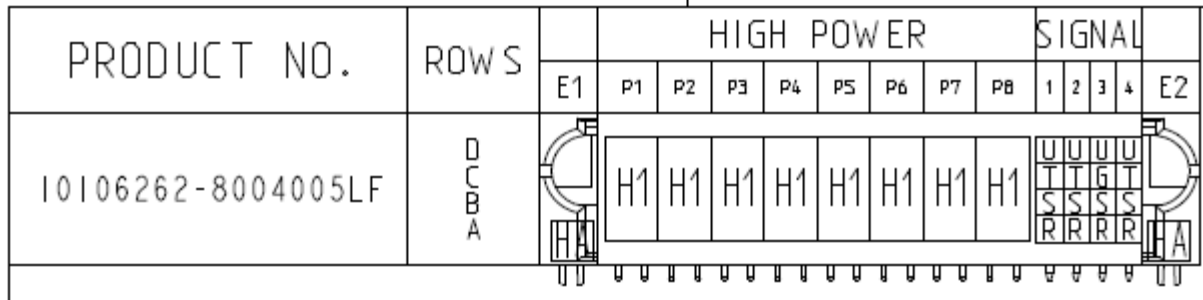 PRODUCT NO. ROWS HIGH POWER SIGNAL
E1 P1 P2 P3 P4 P5 P6 P7 P8 1 2 3 4 E2
10106262-8004005LF
D
C
B
A
H1 H1 H1 H1 H1 H1 H1 H1
U U U U
T T G T
S S S S
R R R R
HA HA